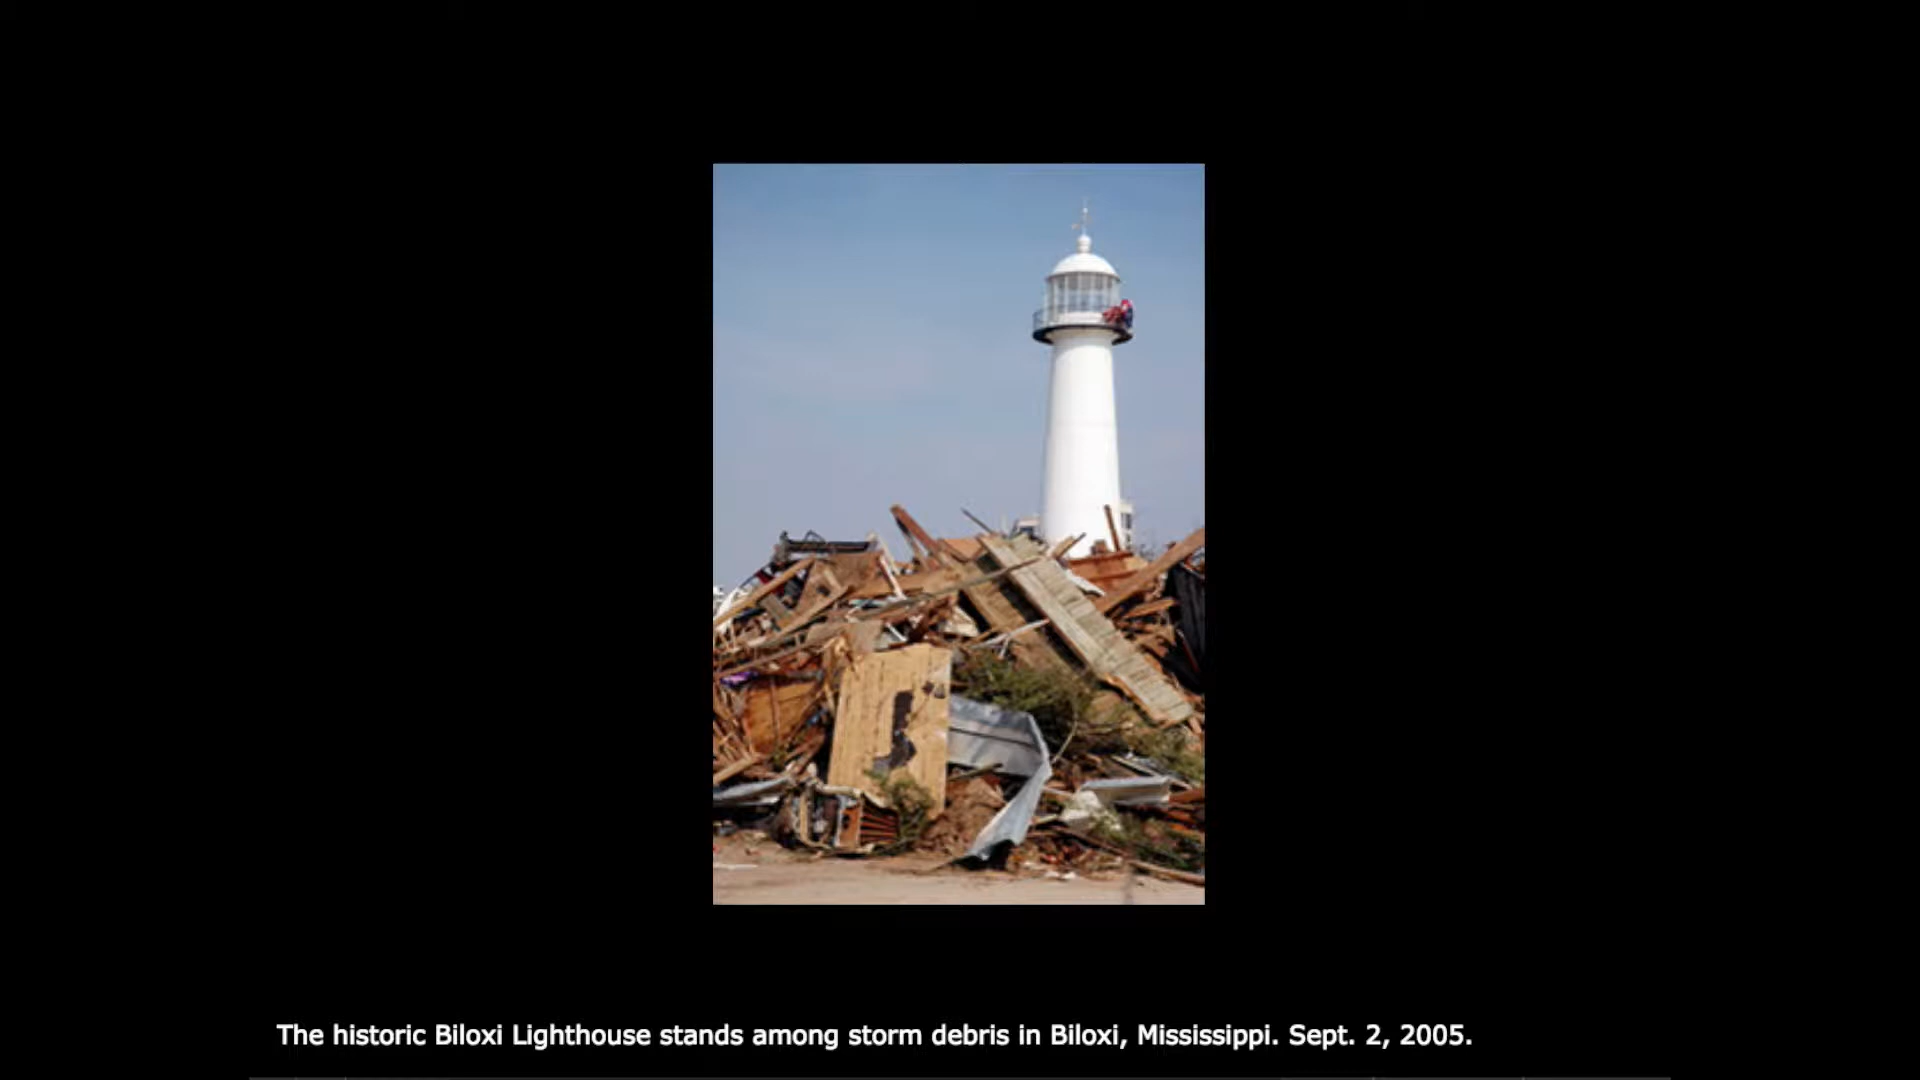 The historic Biloxi Lighthouse stands among storm debris in Biloxi, Mississippi. Sept. 2, 2005.